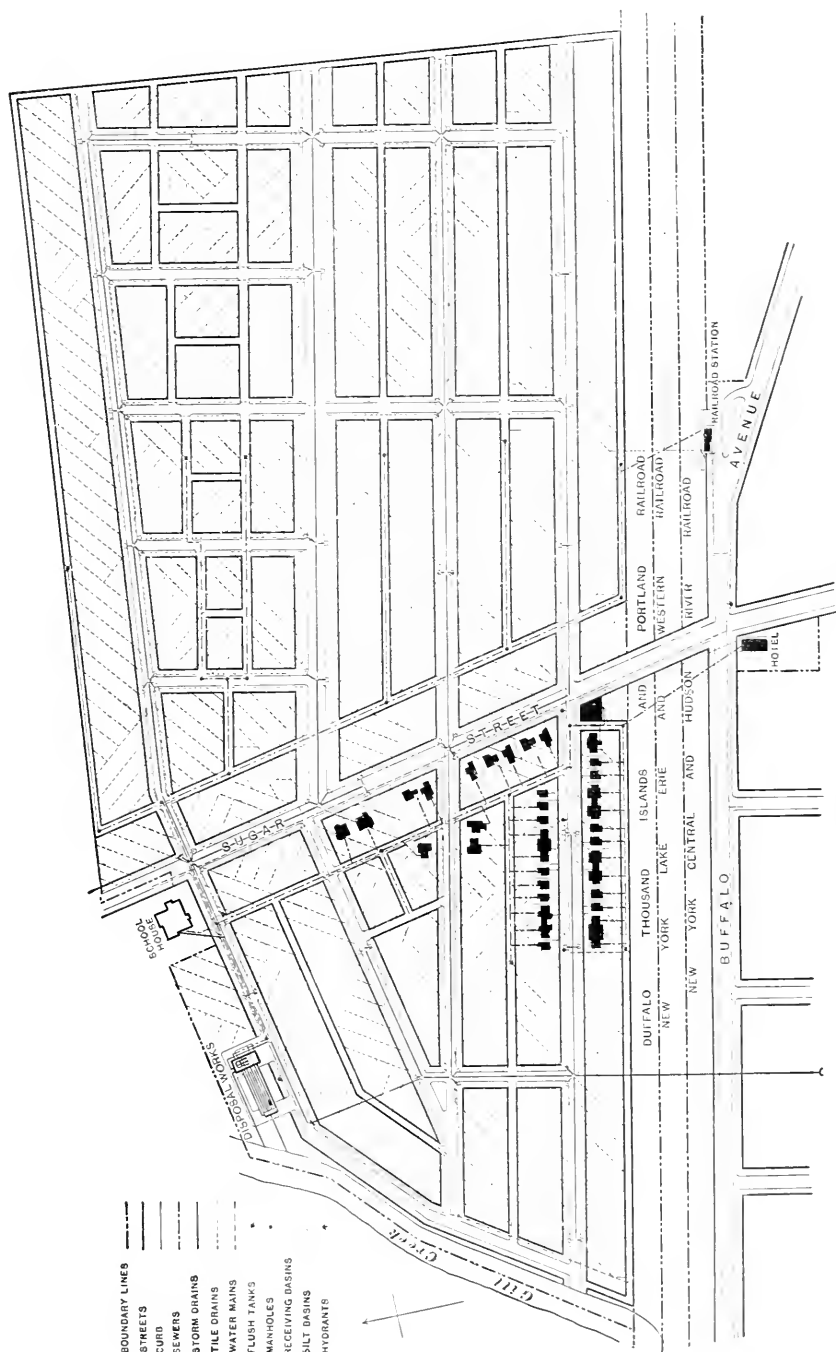 BOUNDARY LINES
STREETS
CURB
SEWERS
STORM DRAINS
TILE DRAINS
WATER MAINS
FLUSH TANKS
MANHOLES
RECEIVING BASINS
SILT BASINS
HYDRANTS
SCHOOL
HOUSE
DISPOSAL WORKS
Gill Creek
SUGAR STREET
BUFFALO THOUSAND ISLANDS AND PORTLAND RAILROAD
NEW YORK LAKE ERIE AND WESTERN RAILROAD
NEW YORK CENTRAL AND HUDSON RIVER RAILROAD
RAILROAD STATION
BUFFALO AVENUE
HOTEL